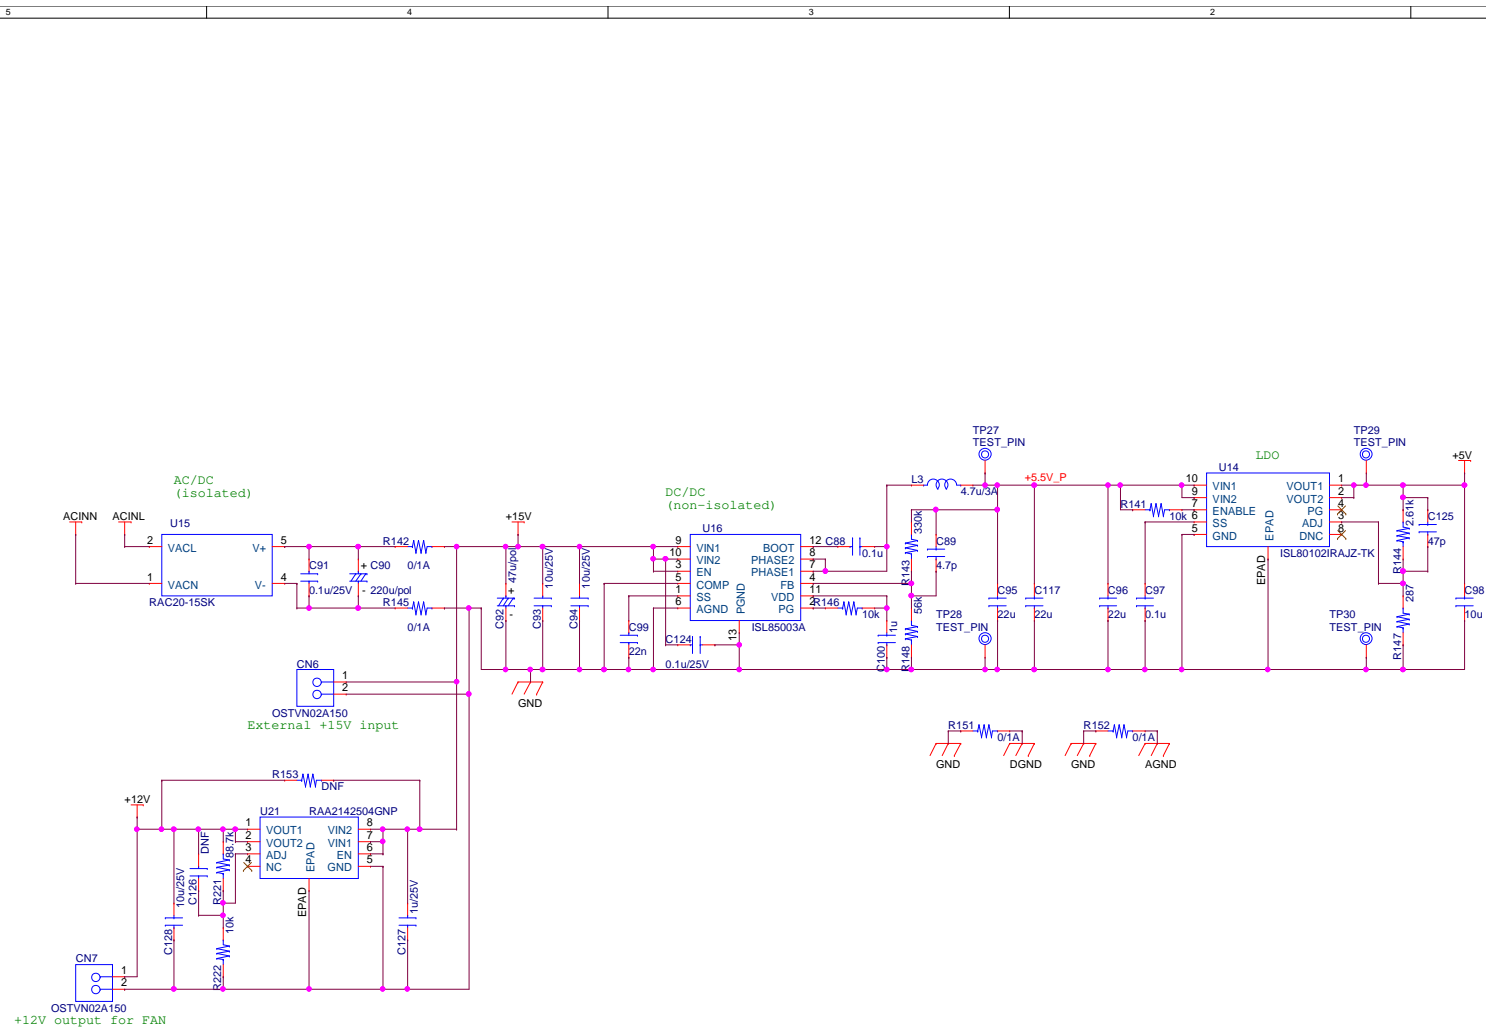 5
4
3
2
AC/DC
(isolated)
ACINN
ACINL
U15
2
VACL
V+
5
1
VACN
V-
4
RAC20-15SK
C91
0.1u/25V
+
C90
-
220u/pol
R142
0/1A
R145
0/1A
+15V
47u/pol
+
-
C92
10u/25V
C93
10u/25V
C94
GND
CN6
1
2
OSTVN02A150
External +15V input
DC/DC
(non-isolated)
U16
9
VIN1
10
VIN2
3
EN
5
COMP
1
SS
6
AGND
PGND
13
BOOT
12
PHASE2
8
PHASE1
7
FB
4
VDD
11
PG
2
ISL85003A
C99
22n
C124
0.1u/25V
C88
0.1u
R146
10k
1u
C100
L3
4.7u/3A
330k
R143
C89
4.7p
56k
R148
TP27
TEST_PIN
TP28
TEST_PIN
+5.5V_P
C95
22u
C117
22u
C96
22u
C97
0.1u
R141
10k
LDO
U14
10
VIN1
9
VIN2
7
ENABLE
6
SS
5
GND
EPAD
EPAD
VOUT1
1
VOUT2
2
PG
4
ADJ
3
DNC
8
ISL80102IRAJZ-TK
TP29
TEST_PIN
TP30
TEST_PIN
2.61k
R144
C125
47p
287
R147
+5V
C98
10u
R151
0/1A
GND
DGND
R152
0/1A
GND
AGND
R153
DNF
+12V
U21
RAA2142504GNP
1
VOUT1
2
VOUT2
3
ADJ
4
NC
EPAD
EPAD
VIN2
8
VIN1
7
EN
6
GND
5
10u/25V
C128
DNF
C126
88.7k
R221
10k
R222
1u/25V
C127
CN7
1
2
OSTVN02A150
+12V output for FAN